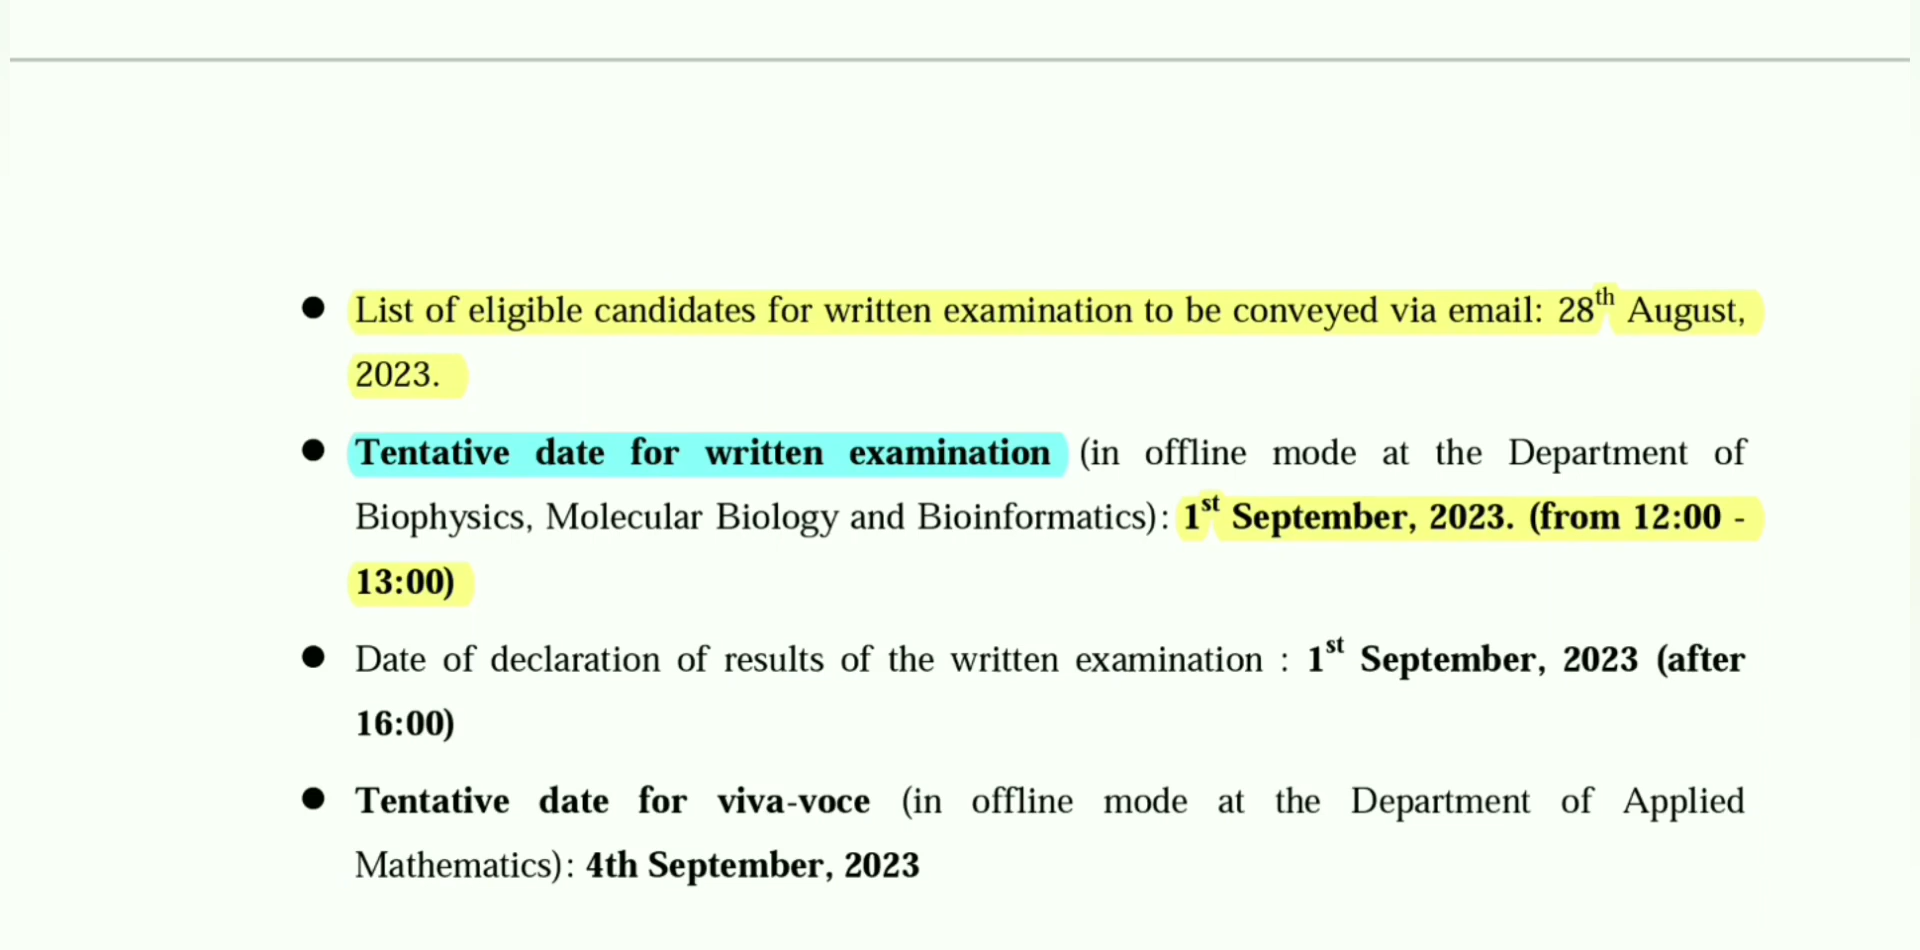 ● List of eligible candidates for written examination to be conveyed via email: 28th August,
2023.
● Tentative date for written examination (in offline mode at the Department of
Biophysics, Molecular Biology and Bioinformatics): 1st September, 2023. (from 12:00 -
13:00)
● Date of declaration of results of the written examination : 1st September, 2023 (after
16:00)
● Tentative date for viva-voce (in offline mode at the Department of Applied
Mathematics): 4th September, 2023